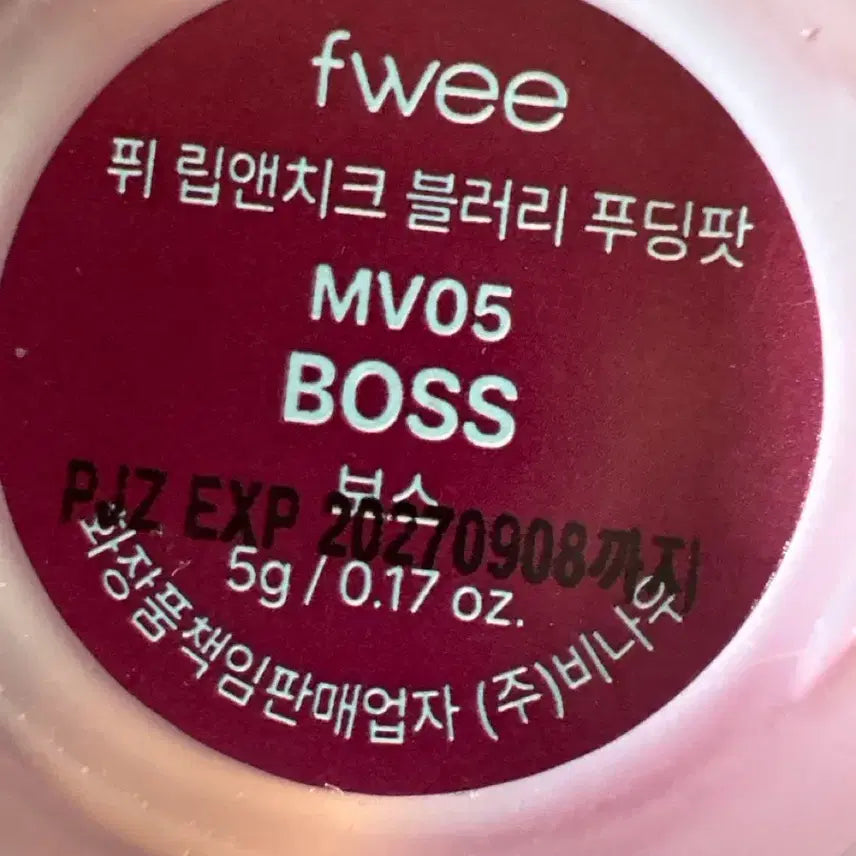 fwee
퓌 립앤치크 블러리 푸딩팟
MV05
BOSS
보스
PJZ EXP 20270908까지
5g / 0.17 oz.
화장품책임판매업자 (주)비나우